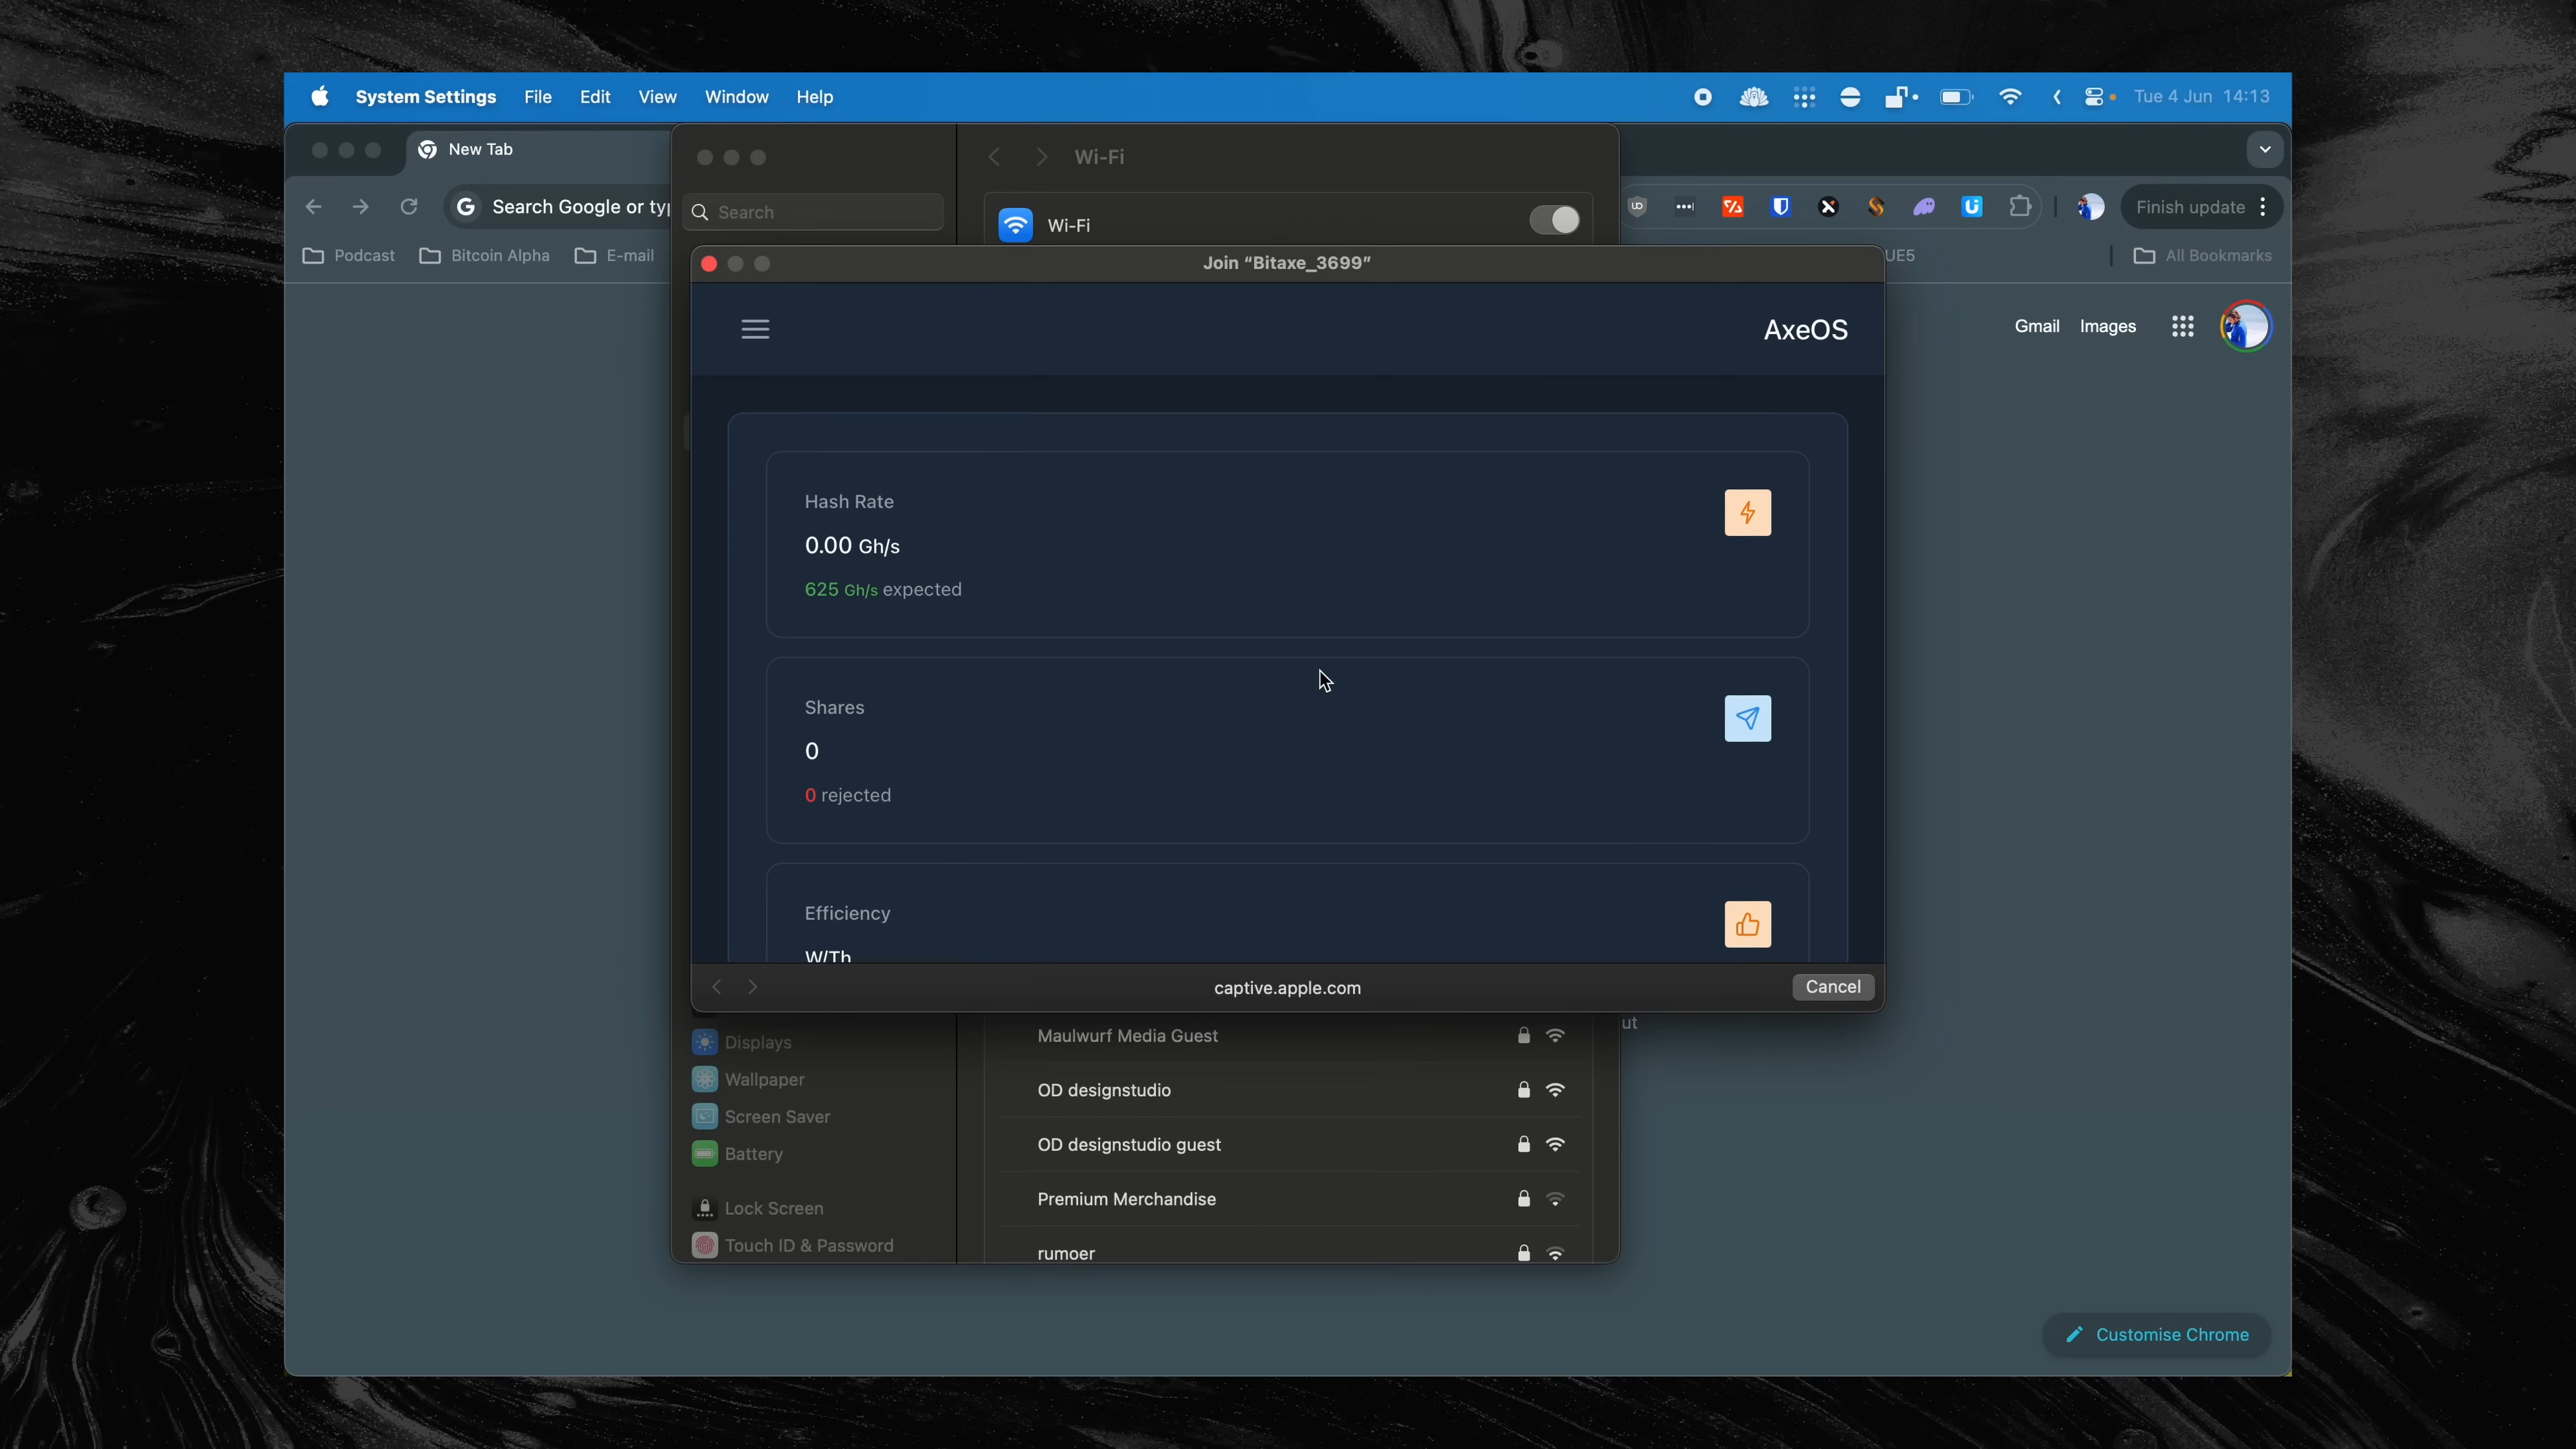 System Settings File Edit View Window Help Tue 4 Jun 14:13
New Tab
Search Google or ty
Finish update
Podcast Bitcoin Alpha E-mail
UE5
All Bookmarks
Wi-Fi
Search
Wi-Fi
Join “Bitaxe_3699”
AxeOS
Gmail Images
Hash Rate
0.00 Gh/s
625 Gh/s expected
Shares
0
0 rejected
Efficiency
W/Th
captive.apple.com
Cancel
ut
Displays
Wallpaper
Screen Saver
Battery
Lock Screen
Touch ID & Password
Maulwurf Media Guest
OD designstudio
OD designstudio guest
Premium Merchandise
rumoer
Customise Chrome